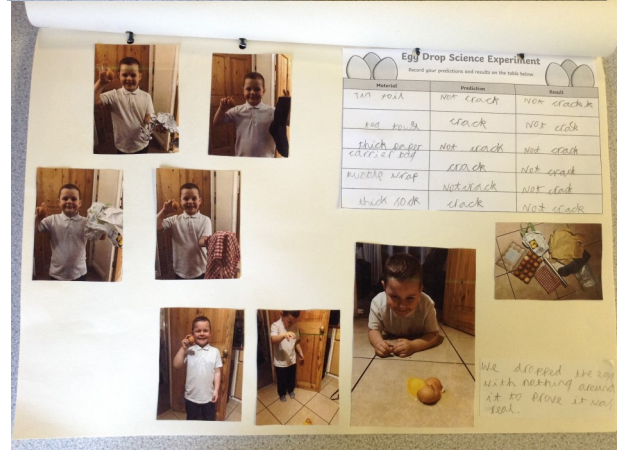 Egg Drop Science Experiment
Record your predictions and results on the table below.
Material Prediction Result
Tin foil Not crack Not crack
tea towel crack Not crack
thick paper Not crack Not crack
carrier bag crack Not crack
bubble wrap Not crack Not crack
thick sock crack Not crack
We dropped the egg
with nothing around
it to prove it was
real.